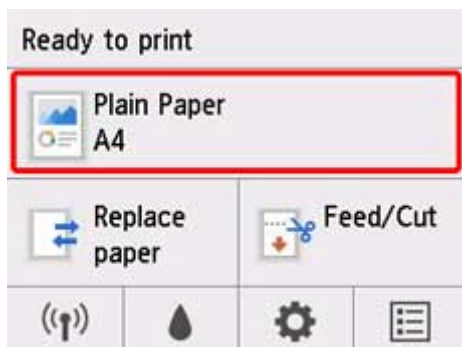 Ready to print
Plain Paper
A4
Replace
paper
Feed/Cut